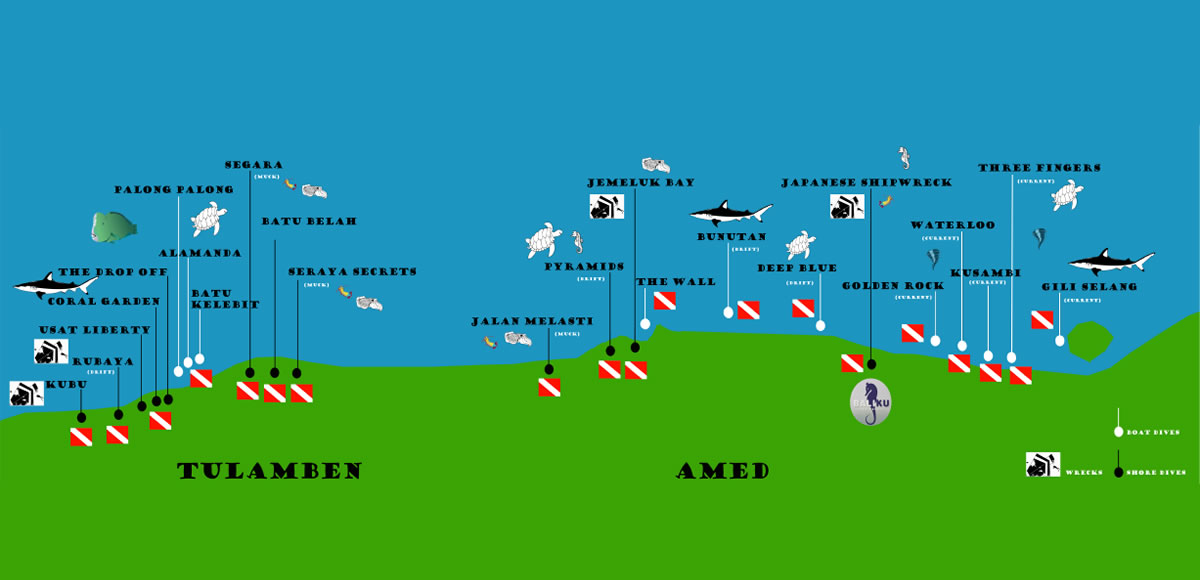 SEGARA
(MUCK)
PALONG PALONG
BATU BELAH
ALAMANDA
THE DROP OFF
SERAYA SECRETS
(MUCK)
CORAL GARDEN
BATU
KELEBIT
USAT LIBERTY
RUBAYA
(DRIFT)
KUBU
TULAMBEN
JEMELUK BAY
JAPANESE SHIPWRECK
THREE FINGERS
(CURRENT)
BUNUTAN
(DRIFT)
WATERLOO
(CURRENT)
PYRAMIDS
(DRIFT)
DEEP BLUE
(DRIFT)
KUSAMBI
(CURRENT)
THE WALL
GOLDEN ROCK
(CURRENT)
GILI SELANG
(CURRENT)
JALAN MELASTI
(MUCK)
AMED
BOAT DIVES
WRECKS
SHORE DIVES